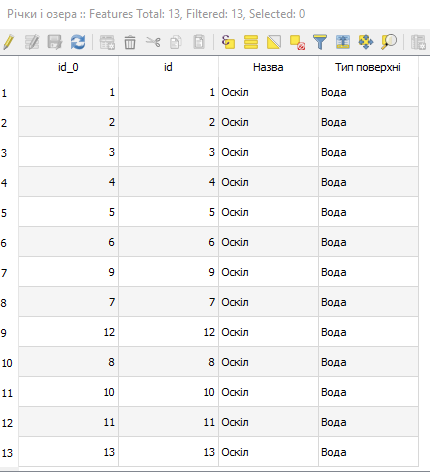 Річки і озера :: Features Total: 13, Filtered: 13, Selected: 0
id_0 id Назва Тип поверхні
1 1 1 Оскіл Вода
2 2 2 Оскіл Вода
3 3 3 Оскіл Вода
4 4 4 Оскіл Вода
5 5 5 Оскіл Вода
6 6 6 Оскіл Вода
7 9 9 Оскіл Вода
8 7 7 Оскіл Вода
9 12 12 Оскіл Вода
10 8 8 Оскіл Вода
11 10 10 Оскіл Вода
12 11 11 Оскіл Вода
13 13 13 Оскіл Вода